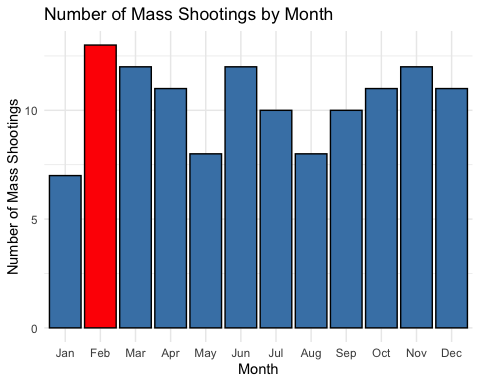 Number of Mass Shootings by Month
Number of Mass Shootings
10
5
0
Jan Feb Mar Apr May Jun Jul Aug Sep Oct Nov Dec
Month